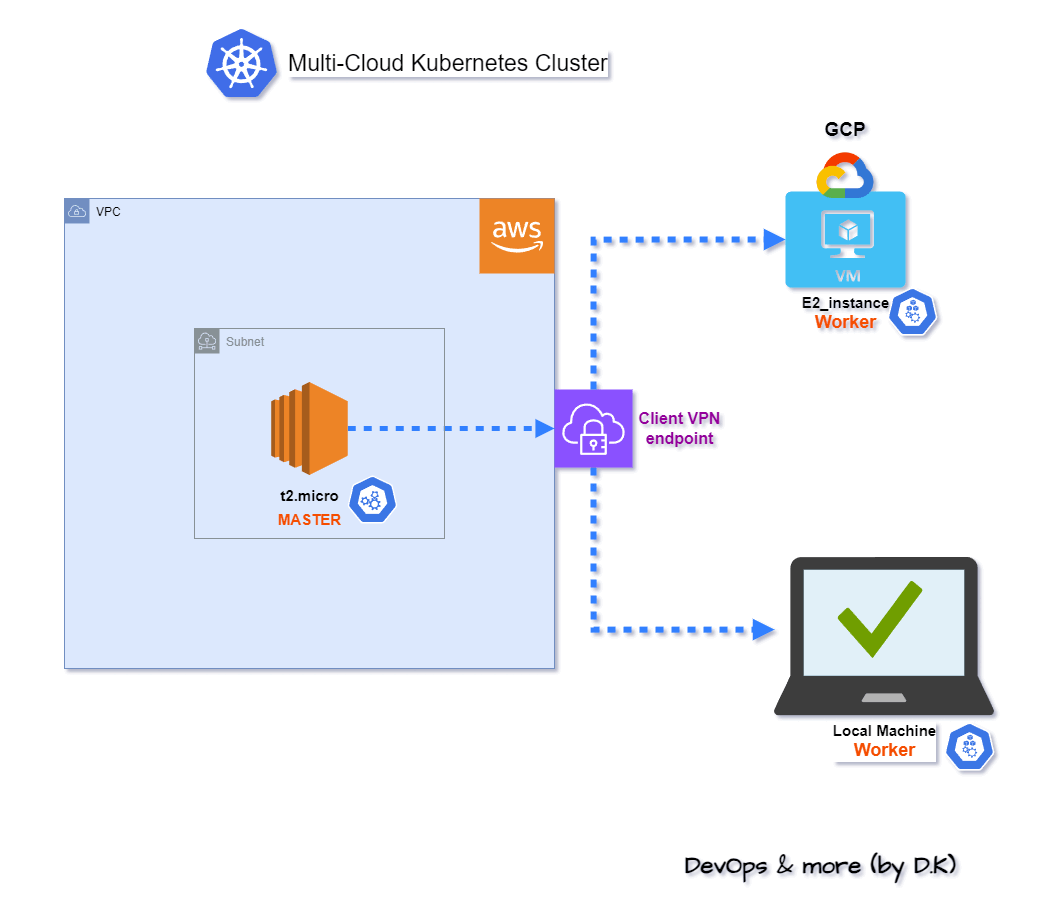 Multi-Cloud Kubernetes Cluster
GCP
VPC
aws
VM
E2_instance
Worker
Subnet
Client VPN
endpoint
t2.micro
MASTER
Local Machine
Worker
DevOps & more (by D.K)